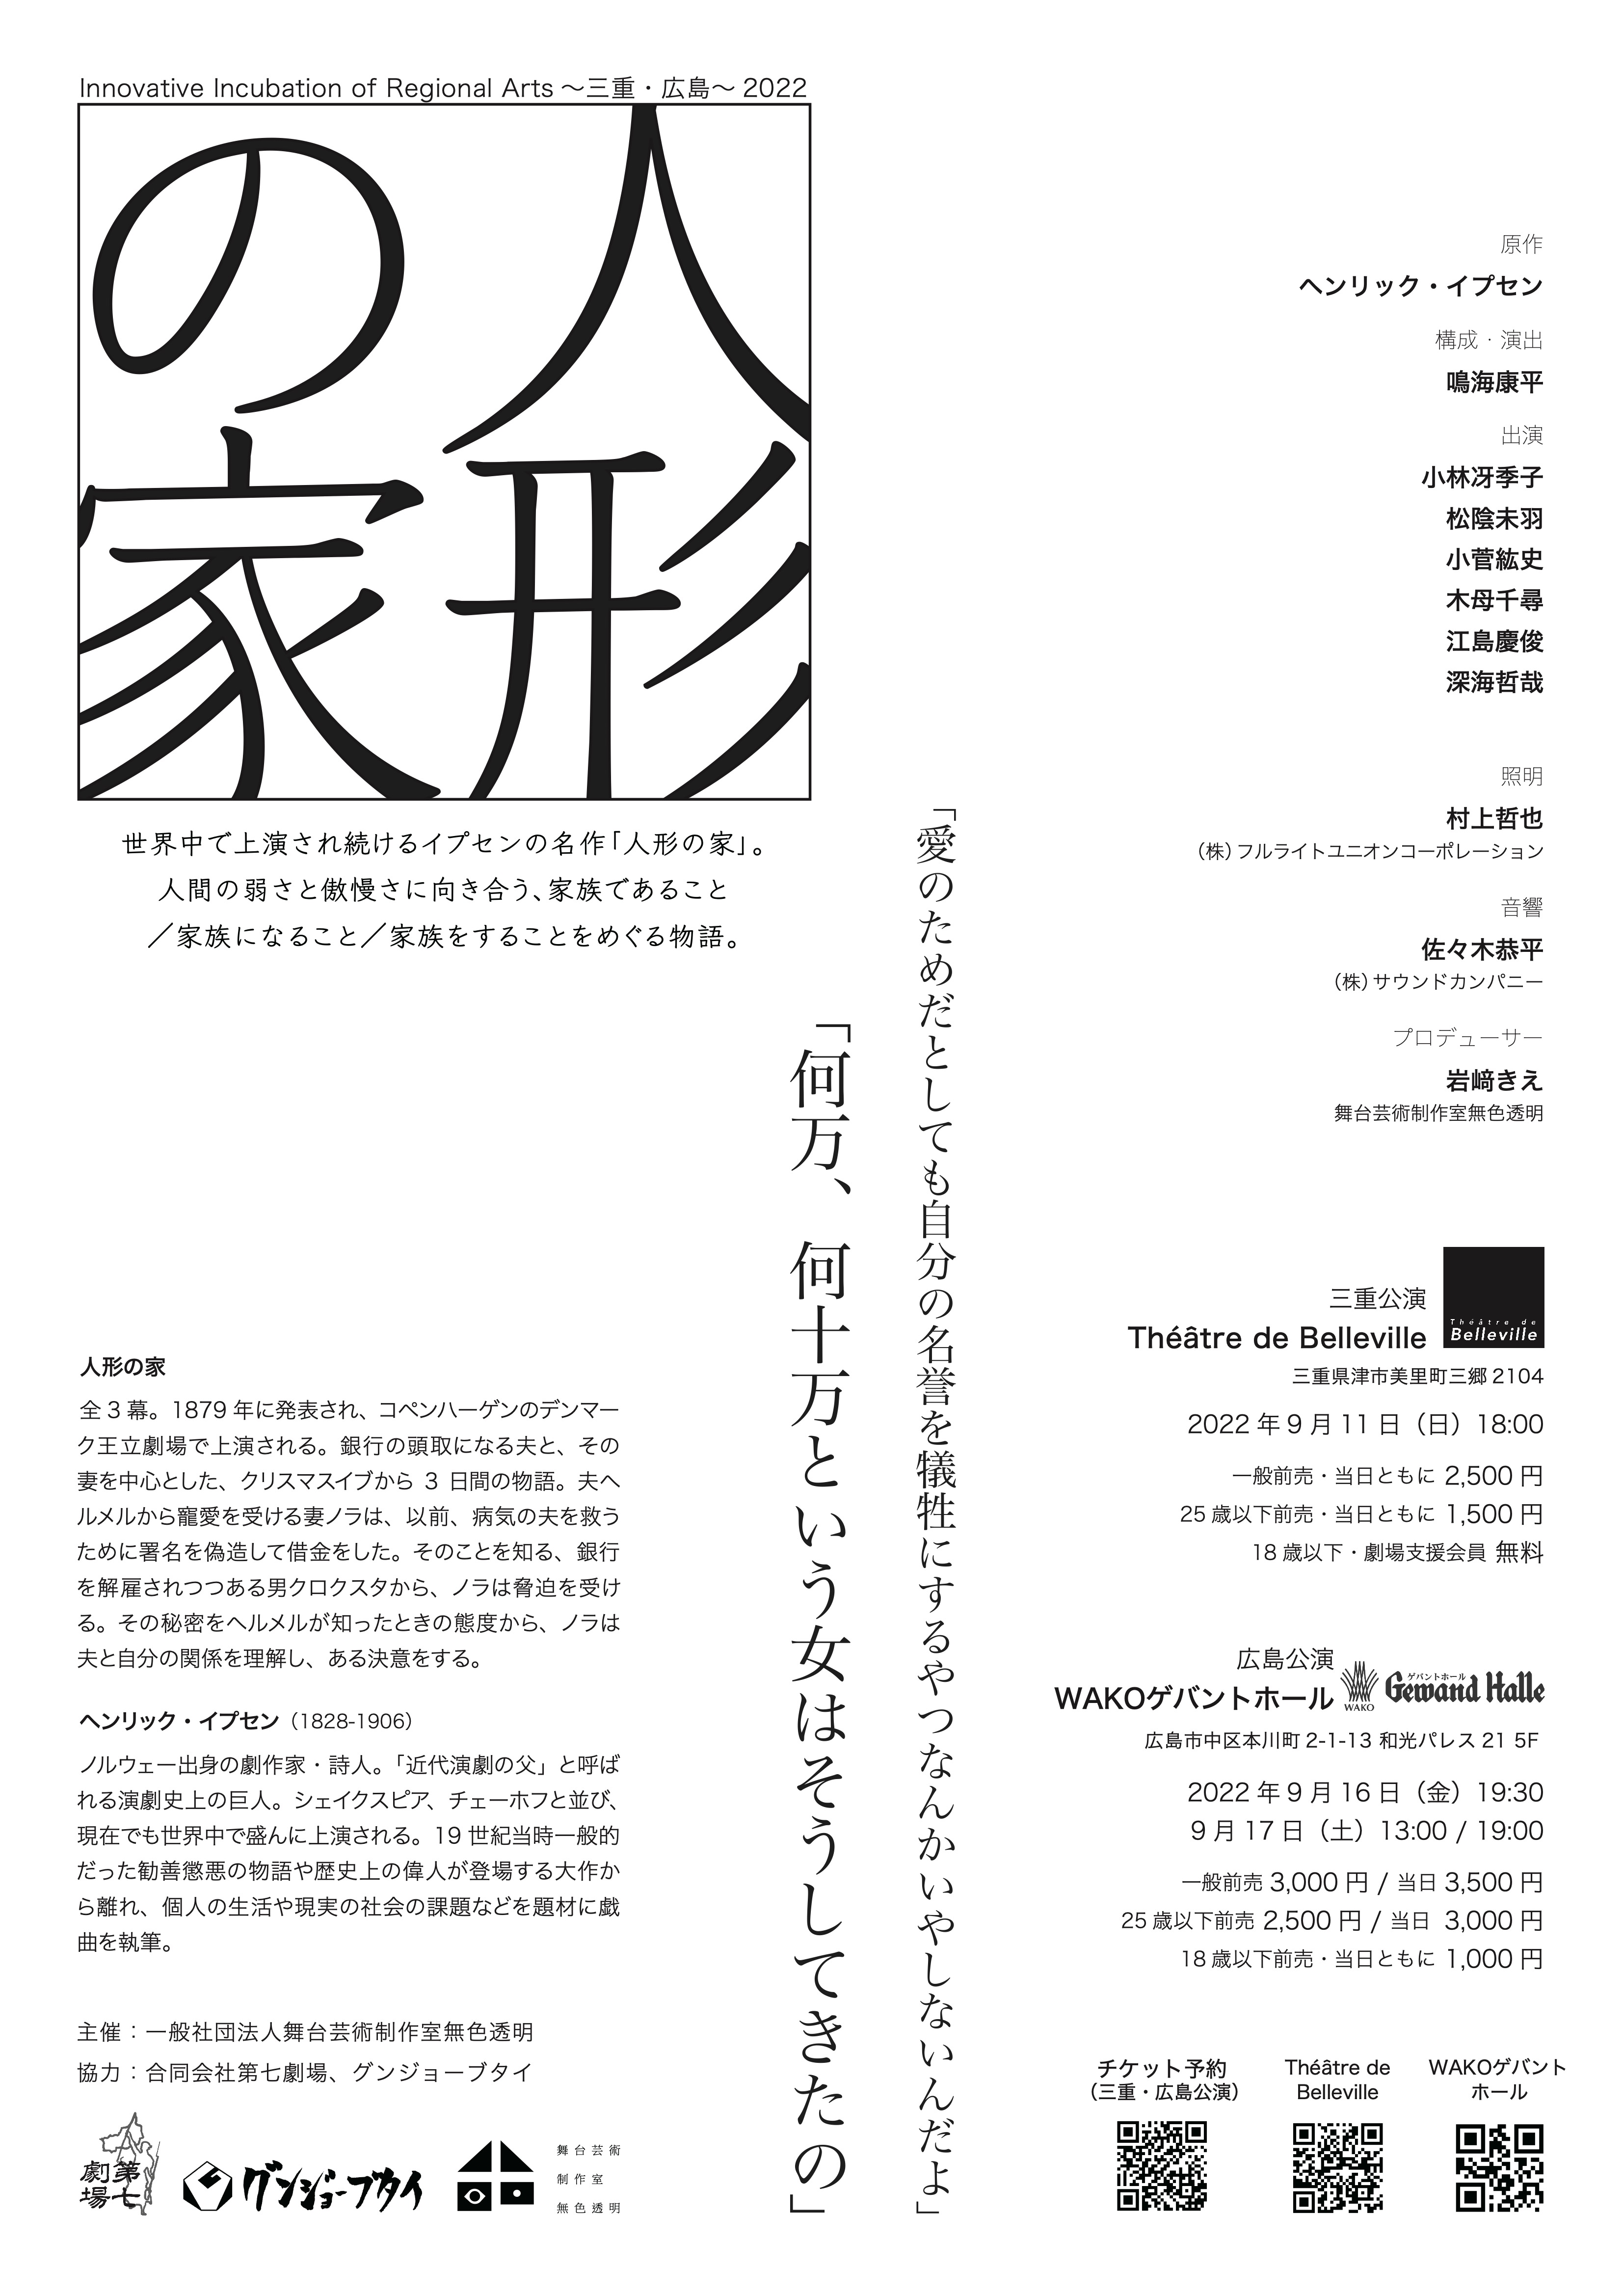 Innovative Incubation of Regional Arts ～三重・広島～ 2022
人形
の家
世界中で上演され続けるイプセンの名作「人形の家」。
人間の弱さと傲慢さに向き合う、家族であること
／家族になること／家族をすることをめぐる物語。
「愛のためだとしても自分の名誉を犠牲にするやつなんかいやしないんだよ」
「何万、何十万という女はそうしてきたの」
原作
ヘンリック・イプセン
構成・演出
鳴海康平
出演
小林冴季子
松陰未羽
小菅紘史
木母千尋
江島慶俊
深海哲哉
照明
村上哲也
（株）フルライトユニオンコーポレーション
音響
佐々木恭平
（株）サウンドカンパニー
プロデューサー
岩﨑きえ
舞台芸術制作室無色透明
三重公演
Théâtre de Belleville
Théâtre de
Belleville
三重県津市美里町三郷 2104
2022 年 9 月 11 日（日）18:00
一般前売・当日ともに 2,500 円
25 歳以下前売・当日ともに 1,500 円
18 歳以下・劇場支援会員 無料
広島公演
WAKOゲバントホール
WAKO
ゲバントホール
Gewand Halle
広島市中区本川町 2-1-13 和光パレス 21 5F
2022 年 9 月 16 日（金）19:30
9 月 17 日（土）13:00 / 19:00
一般前売 3,000 円 / 当日 3,500 円
25 歳以下前売 2,500 円 / 当日 3,000 円
18 歳以下前売・当日ともに 1,000 円
チケット予約
（三重・広島公演）
Théâtre de
Belleville
WAKOゲバント
ホール
人形の家
全 3 幕。1879 年に発表され、コペンハーゲンのデンマー
ク王立劇場で上演される。銀行の頭取になる夫と、その
妻を中心とした、クリスマスイブから 3 日間の物語。夫ヘ
ルメルから寵愛を受ける妻ノラは、以前、病気の夫を救う
ために署名を偽造して借金をした。そのことを知る、銀行
を解雇されつつある男クロクスタから、ノラは脅迫を受け
る。その秘密をヘルメルが知ったときの態度から、ノラは
夫と自分の関係を理解し、ある決意をする。
ヘンリック・イプセン（1828-1906）
ノルウェー出身の劇作家・詩人。「近代演劇の父」と呼ば
れる演劇史上の巨人。シェイクスピア、チェーホフと並び、
現在でも世界中で盛んに上演される。19 世紀当時一般的
だった勧善懲悪の物語や歴史上の偉人が登場する大作か
ら離れ、個人の生活や現実の社会の課題などを題材に戯
曲を執筆。
主催：一般社団法人舞台芸術制作室無色透明
協力：合同会社第七劇場、グンジョーブタイ
第七
劇場
グンジョーブタイ
舞台芸術
制作室
無色透明